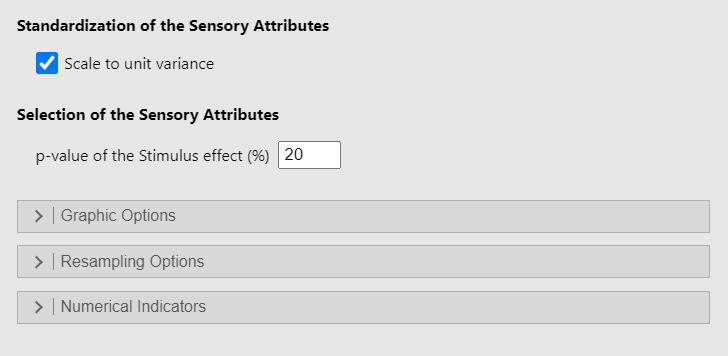 Standardization of the Sensory Attributes
Scale to unit variance
Selection of the Sensory Attributes
p-value of the Stimulus effect (%) 20
Graphic Options
Resampling Options
Numerical Indicators